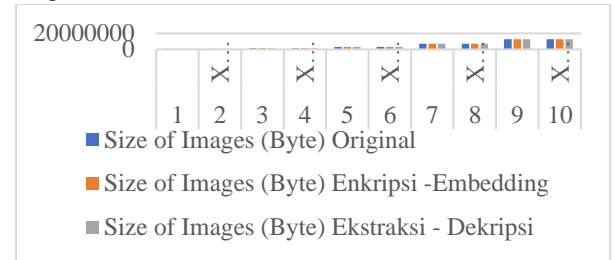 20000000
0
X... X... X... X... X...
1 2 3 4 5 6 7 8 9 10
Size of Images (Byte) Original
Size of Images (Byte) Enkripsi -Embedding
Size of Images (Byte) Ekstraksi - Dekripsi